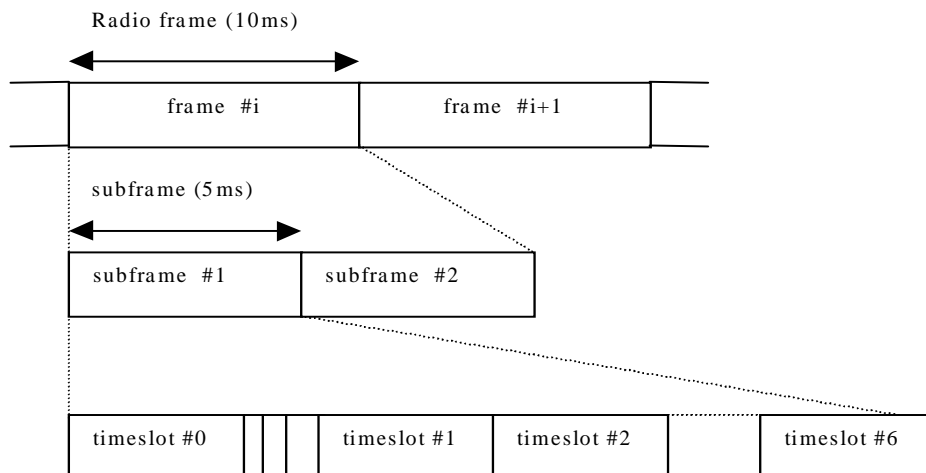 Radio frame (10ms)
frame #i frame #i+1
subframe (5ms)
subframe #1 subframe #2
timeslot #0 timeslot #1 timeslot #2 timeslot #6